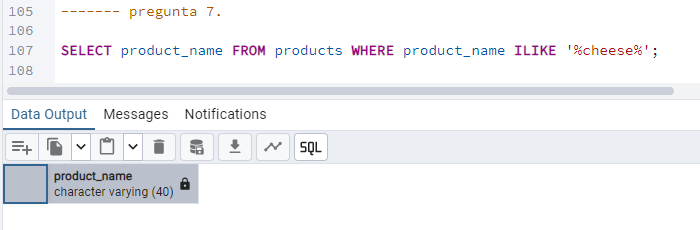 105 ------- pregunta 7.
106
107 SELECT product_name FROM products WHERE product_name ILIKE '%cheese%';
108
Data Output Messages Notifications
SQL
product_name
character varying (40)